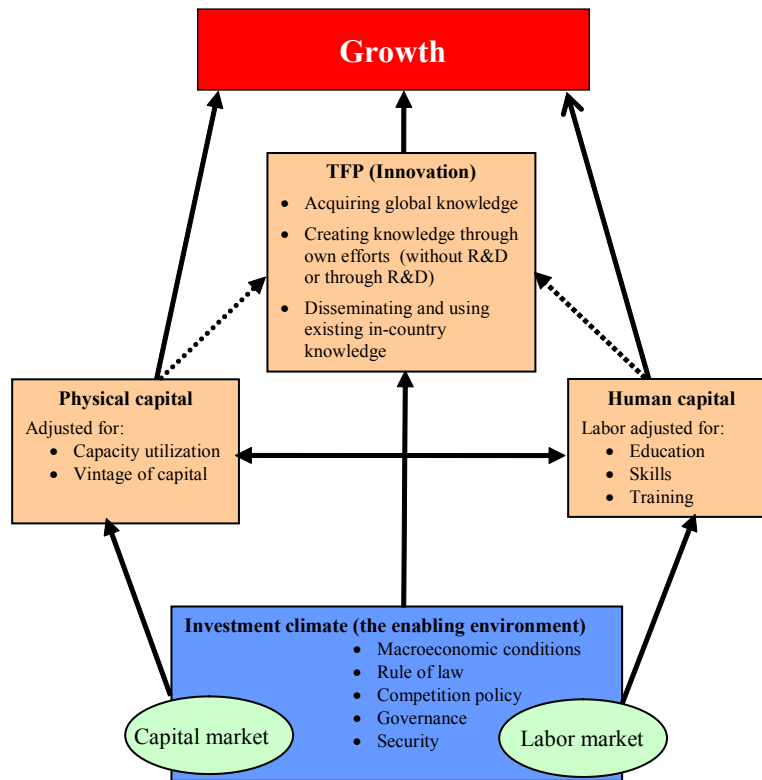 Growth
TFP (Innovation)
• Acquiring global knowledge
• Creating knowledge through
own efforts (without R&D
or through R&D)
• Disseminating and using
existing in-country
knowledge
Physical capital
Adjusted for:
• Capacity utilization
• Vintage of capital
Human capital
Labor adjusted for:
• Education
• Skills
• Training
Investment climate (the enabling environment)
• Macroeconomic conditions
• Rule of law
• Competition policy
• Governance
• Security
Capital market
Labor market